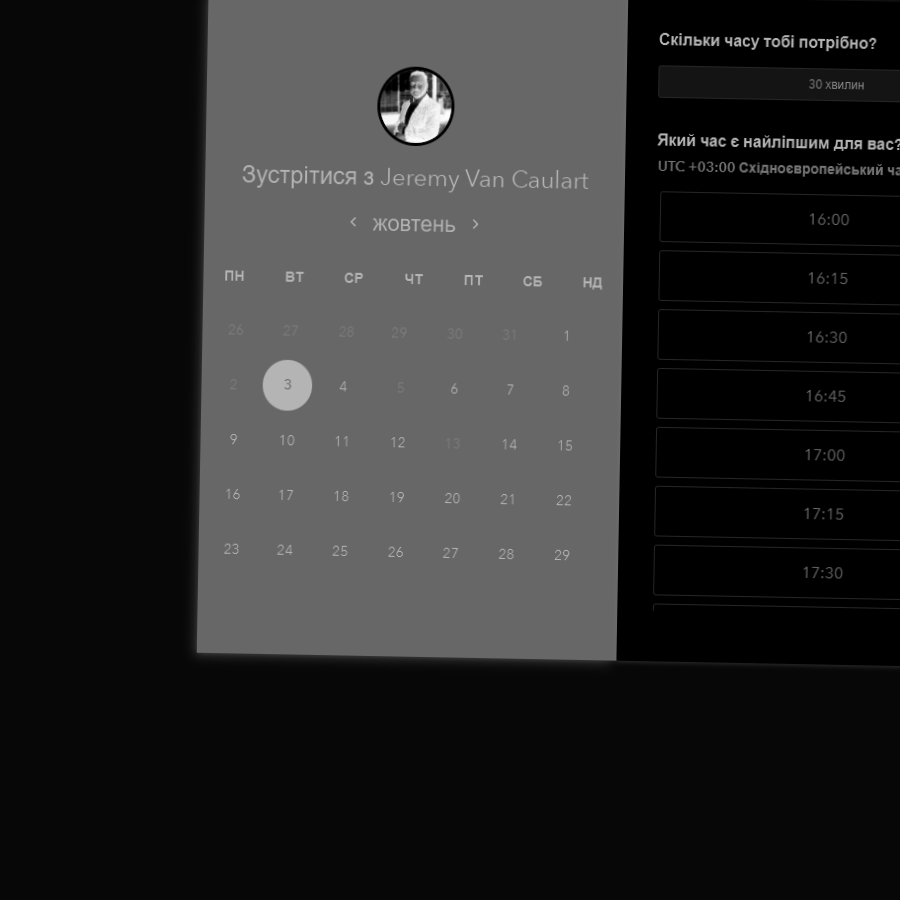 Зустрітися з Jeremy Van Caulart
жовтень
ПН ВТ СР ЧТ ПТ СБ НД
26 27 28 29 30 31 1
2 3 4 5 6 7 8
9 10 11 12 13 14 15
16 17 18 19 20 21 22
23 24 25 26 27 28 29
Скільки часу тобі потрібно?
30 хвилин
Який час є найліпшим для вас?
UTC +03:00 Східноєвропейський
16:00
16:15
16:30
16:45
17:00
17:15
17:30